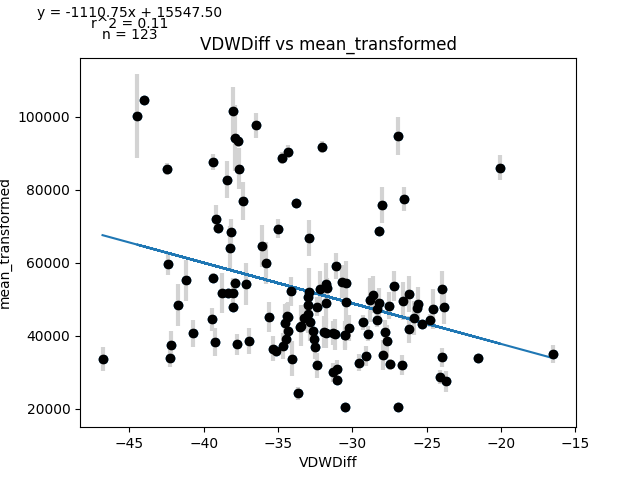 y = -1110.75x + 15547.50
r^2 = 0.11
n = 123
VDWDiff vs mean_transformed
mean_transformed
100000
80000
60000
40000
20000
−45
−40
−35
−30
−25
−20
−15
VDWDiff